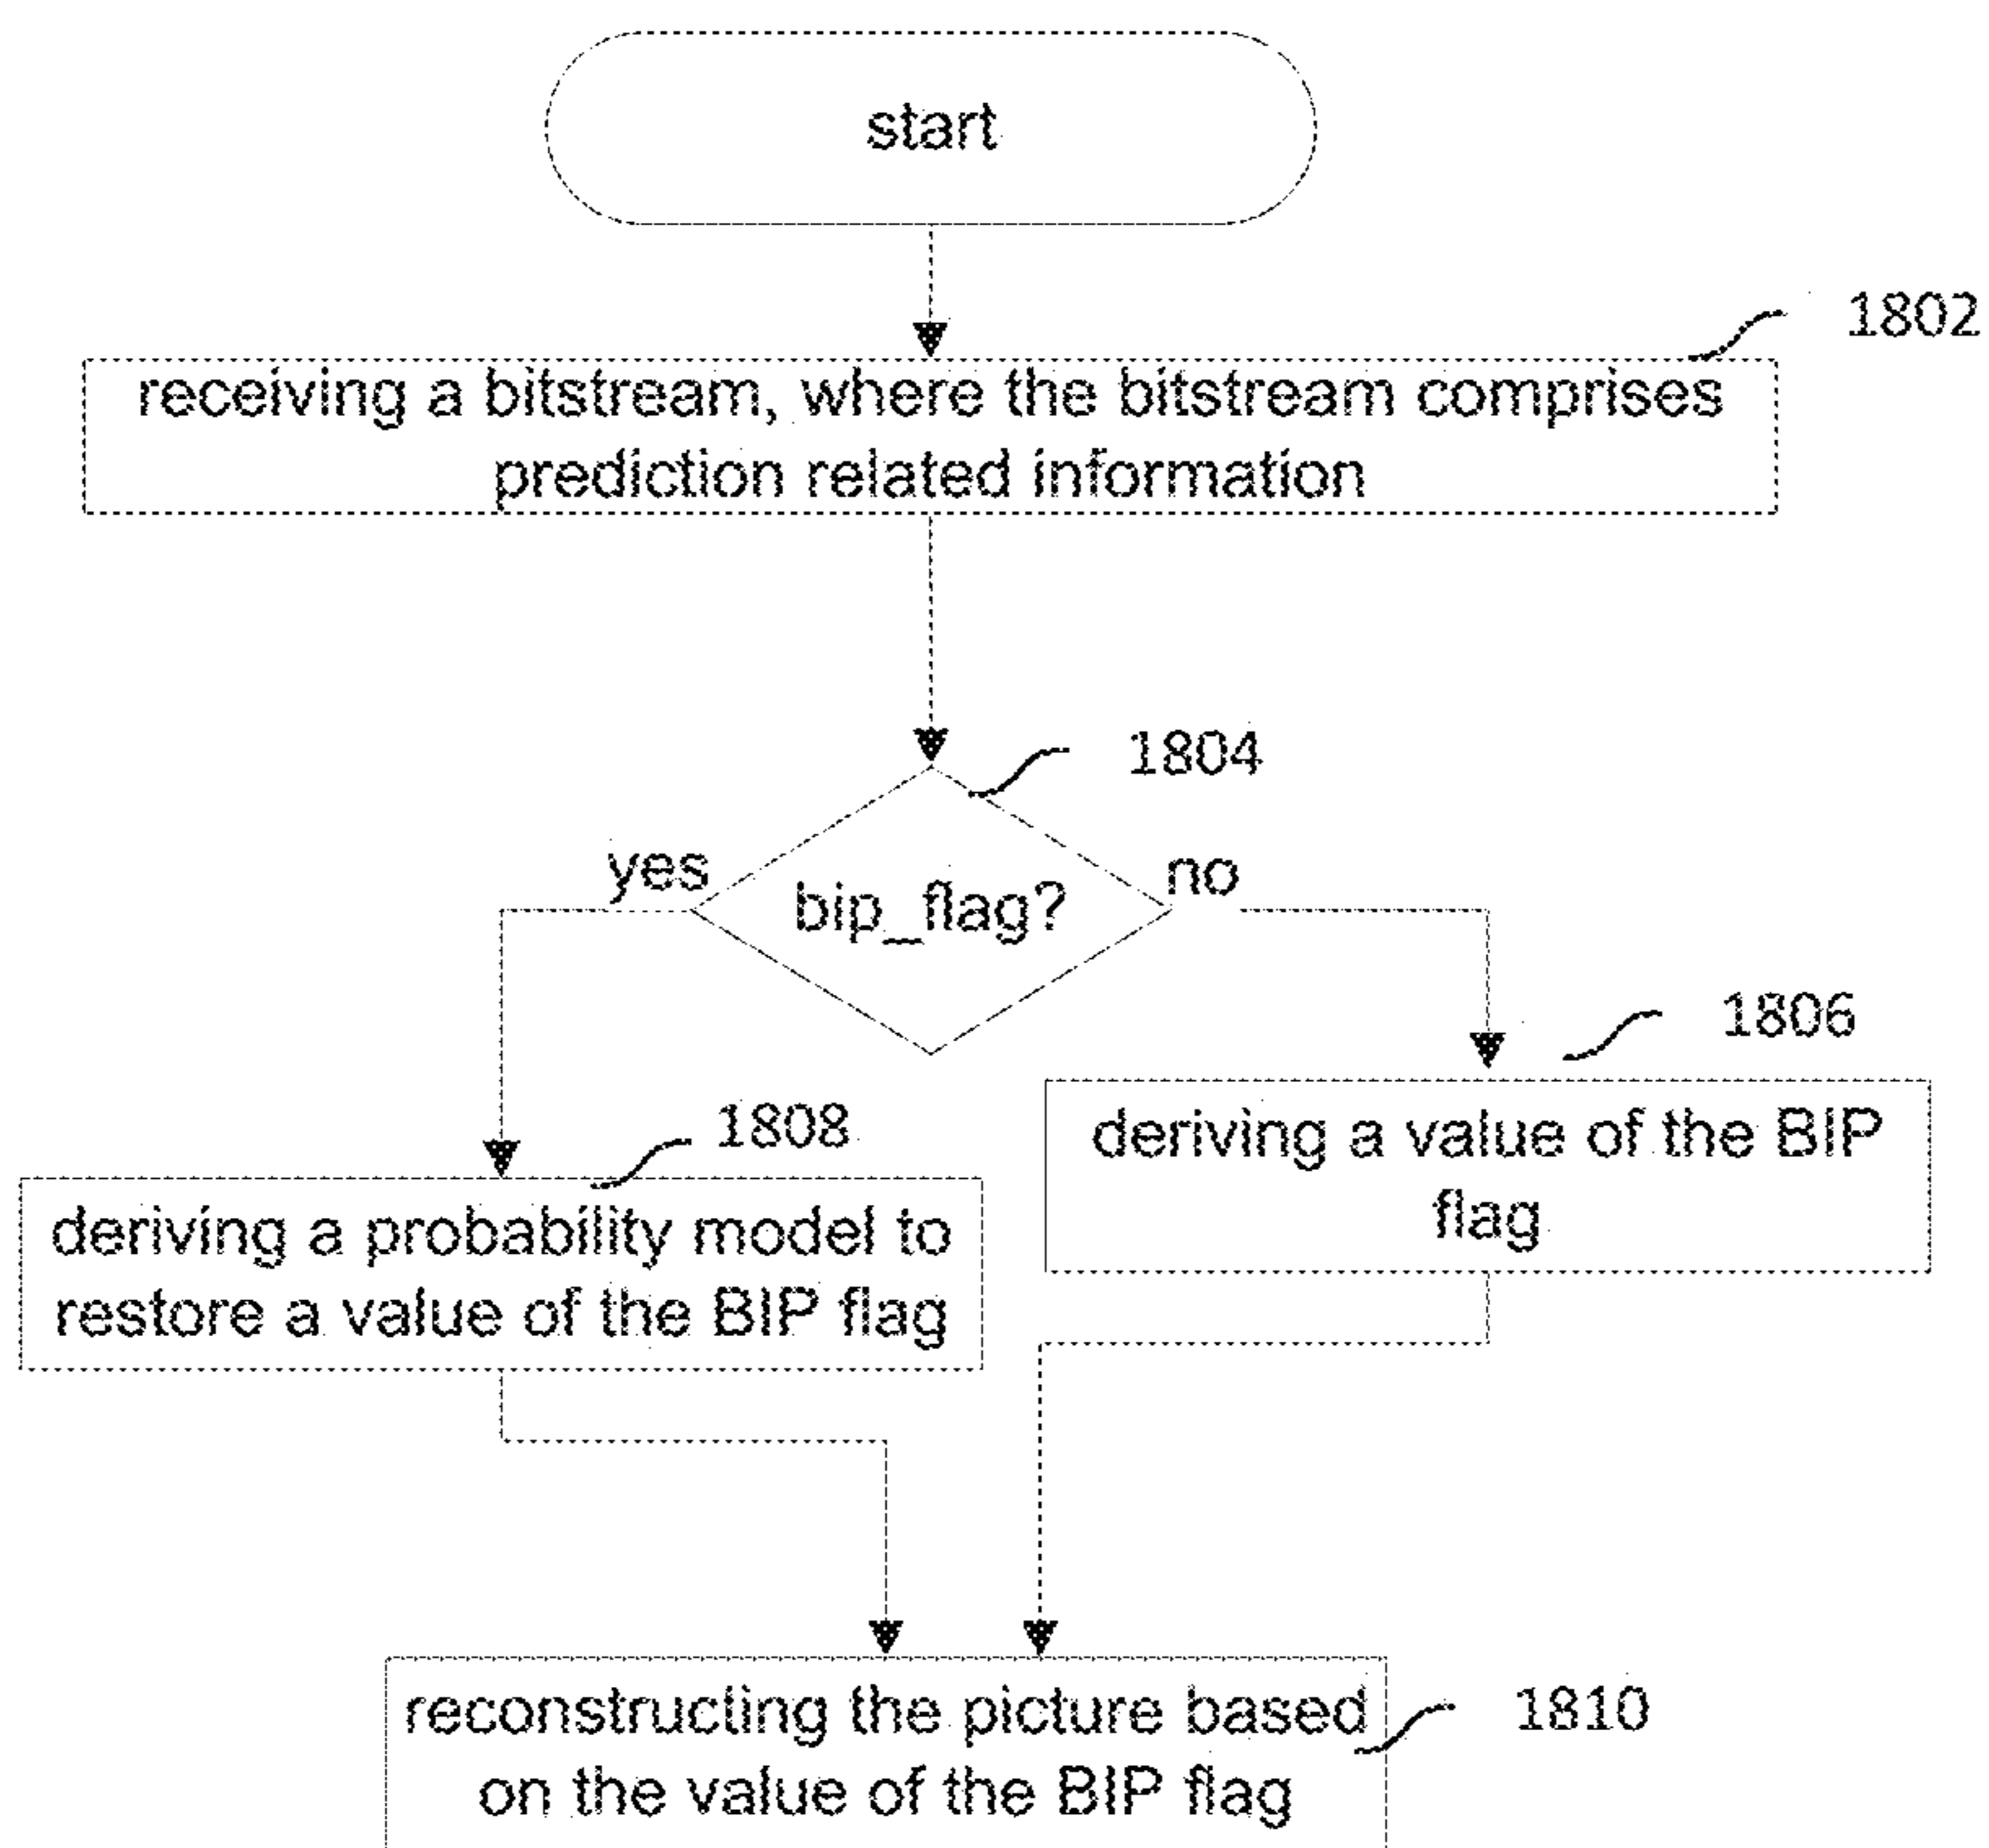 start
1802
receiving a bitstream, where the bitstream comprises
prediction related information
1804
yes
bip_flag?
no
1806
deriving a value of the BIP
flag
1808
deriving a probability model to
restore a value of the BIP flag
reconstructing the picture based
on the value of the BIP flag
1810